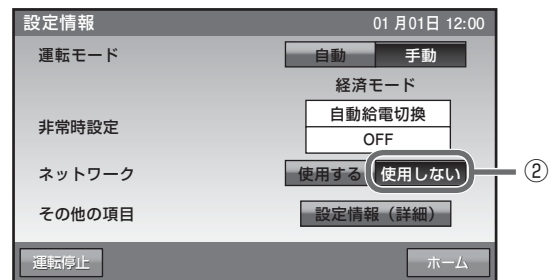 設定情報 01月01日 12:00
運転モード 自動 手動
経済モード
非常時設定 自動給電切換
OFF
ネットワーク 使用する 使用しない ②
その他の項目 設定情報（詳細）
運転停止 ホーム